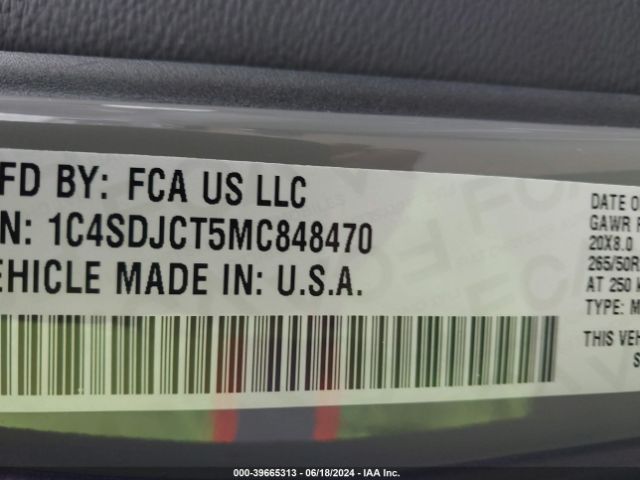 FD BY: FCA US LLC
N: 1C4SDJCT5MC848470
EHICLE MADE IN: U.S.A.
DATE O
GAWR
20X8.0
265/50R
AT 250
TYPE: M
THIS VEH
S
000-39665313 - 06/18/2024 - IAA Inc.